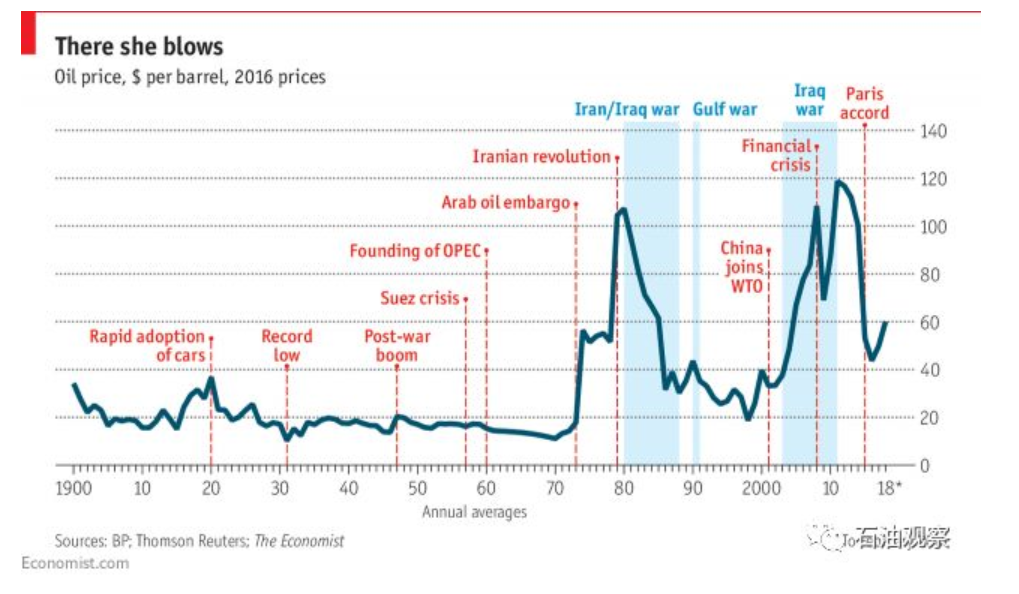 There she blows
Oil price, $ per barrel, 2016 prices
Iran/Iraq war
Gulf war
Iraq
war
Paris
accord
140
Iranian revolution
Financial
crisis
120
Arab oil embargo
100
Founding of OPEC
China
joins
WTO
80
Suez crisis
60
Rapid adoption
of cars
Record
low
Post-war
boom
40
20
0
1900 10 20 30 40 50 60 70 80 90 2000 10 18*
Annual averages
Sources: BP; Thomson Reuters; The Economist
石油观察
Economist.com